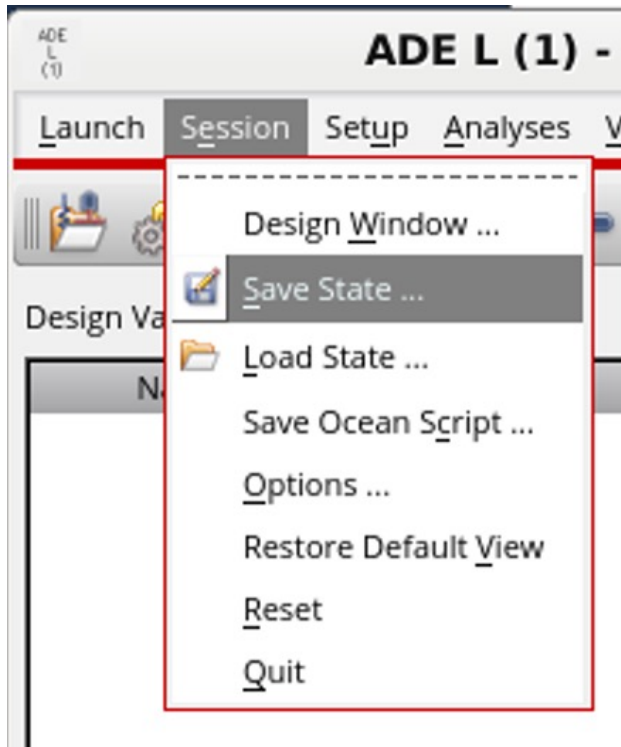 ADE
L
(1)
ADE L (1) -
Launch Session Setup Analyses
Design Window ...
Save State ...
Design Va
Load State ...
Save Ocean Script ...
Options ...
Restore Default View
Reset
Quit